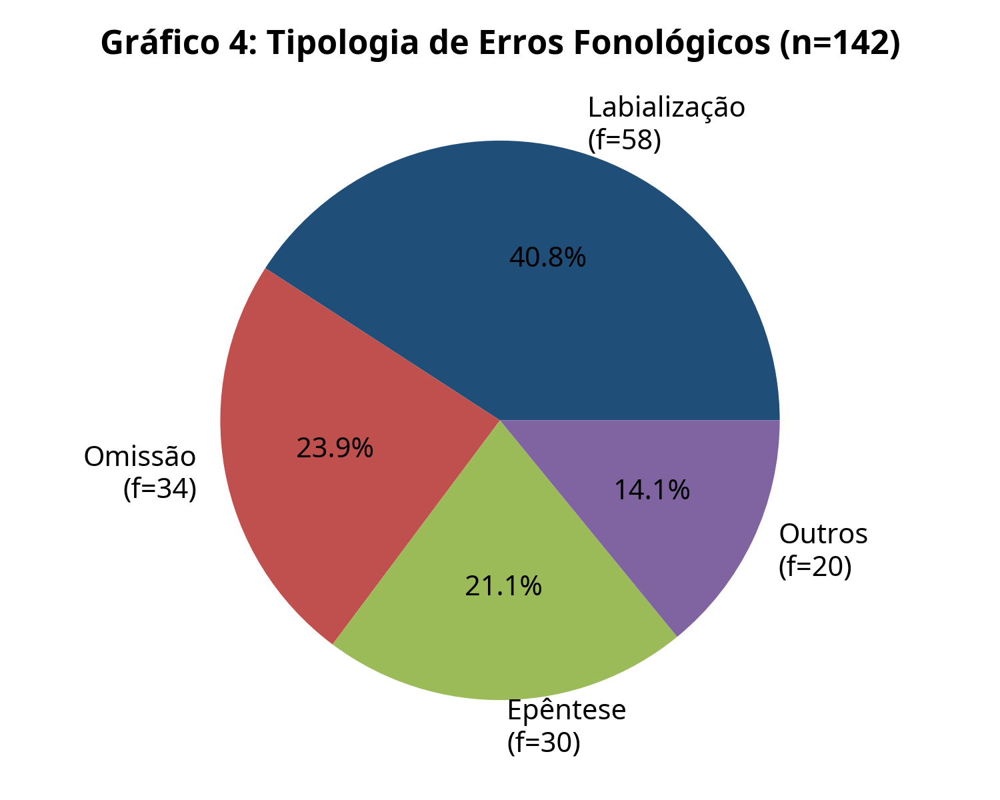 Gráfico 4: Tipologia de Erros Fonológicos (n=142)
Labialização
(f=58)
40.8%
Omissão
(f=34)
23.9%
14.1%
Outros
(f=20)
21.1%
Epêntese
(f=30)